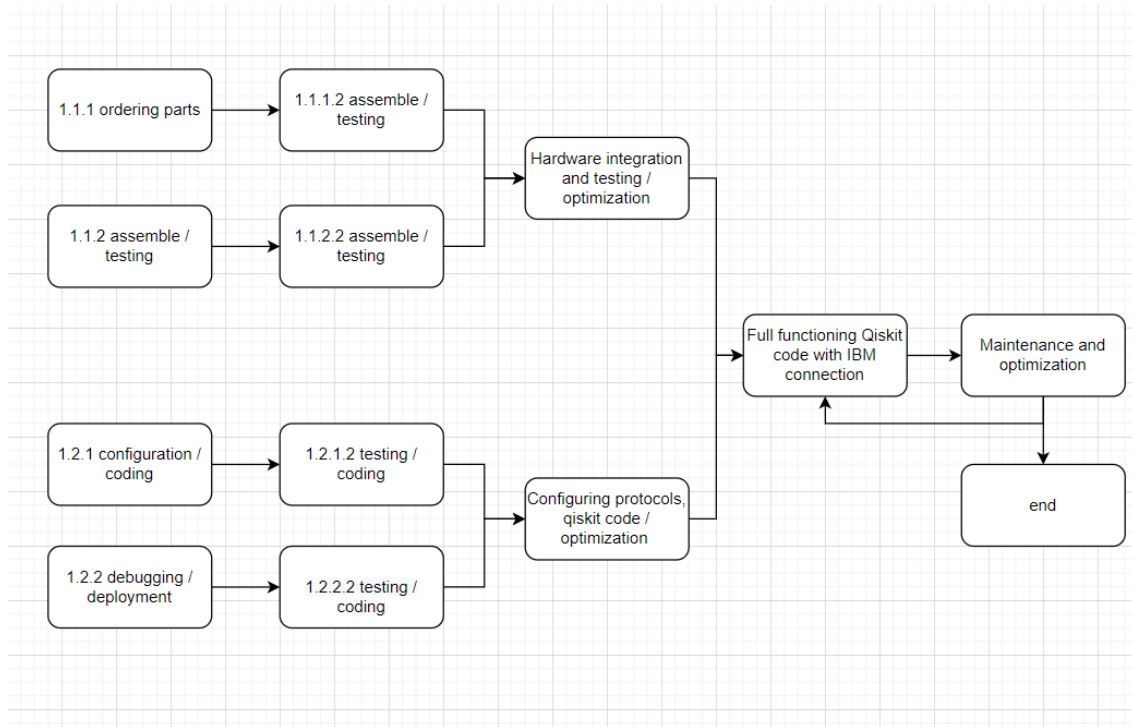 1.1.1 ordering parts
1.1.1.2 assemble /
testing
Hardware integration
and testing /
optimization
1.1.2 assemble /
testing
1.1.2.2 assemble /
testing
Full functioning Qiskit
code with IBM
connection
Maintenance and
optimization
1.2.1 configuration /
coding
1.2.1.2 testing /
coding
Configuring protocols,
qiskit code /
optimization
end
1.2.2 debugging /
deployment
1.2.2.2 testing /
coding